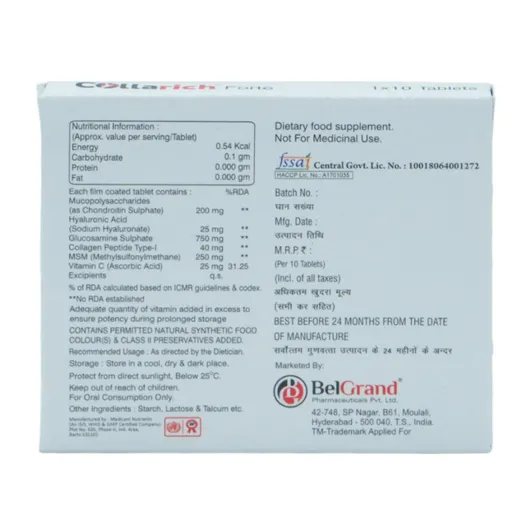 Collarich Forte 1x10 Tablets
Nutritional Information :
(Approx. value per serving/Tablet)
Energy 0.54 Kcal
Carbohydrate 0.1 gm
Protein 0.000 gm
Fat 0.000 gm
Each film coated tablet contains : %RDA
Mucopolysaccharides
(as Chondroitin Sulphate) 200 mg **
Hyaluronic Acid
(Sodium Hyaluronate) 25 mg **
Glucosamine Sulphate 750 mg **
Collagen Peptide Type-I 40 mg **
MSM (Methylsulfonylmethane) 250 mg **
Vitamin C (Ascorbic Acid) 25 mg 31.25
Excipients q.s.
% of RDA calculated based on ICMR guidelines & codex.
**No RDA established
Adequate quantity of vitamin added in excess to
ensure potency during prolonged storage
CONTAINS PERMITTED NATURAL SYNTHETIC FOOD
COLOUR(S) & CLASS II PRESERVATIVES ADDED.
Recommended Usage : As directed by the Dietician.
Storage : Store in a cool, dry & dark place.
Protect from direct sunlight, Below 25°C.
Keep out of reach of children.
For Oral Consumption Only.
Other Ingredients : Starch, Lactose & Talcum etc.
Manufactured by :
Dietary food supplement.
Not For Medicinal Use.
fssai Central Govt. Lic. No. : 10018064001272
HACCP Lic. No.: A1701035
Batch No. :
घान सख्या
Mfg. Date :
उत्पादन तिथि
M.R.P. ₹ :
(Per 10 Tablets)
(Incl. of all taxes)
अधिकतम खुदरा मूल्य
(सभी कर सहित)
BEST BEFORE 24 MONTHS FROM THE DATE
OF MANUFACTURE
सर्वोत्तम गुणवत्ता उत्पादन के 24 महीनों के अन्दर
Marketed By:
BelGrand®
Pharmaceuticals Pvt. Ltd.
42-748, SP Nagar, B61, Moulali,
Hyderabad - 500 040, T.S., India.
TM-Trademark Applied For